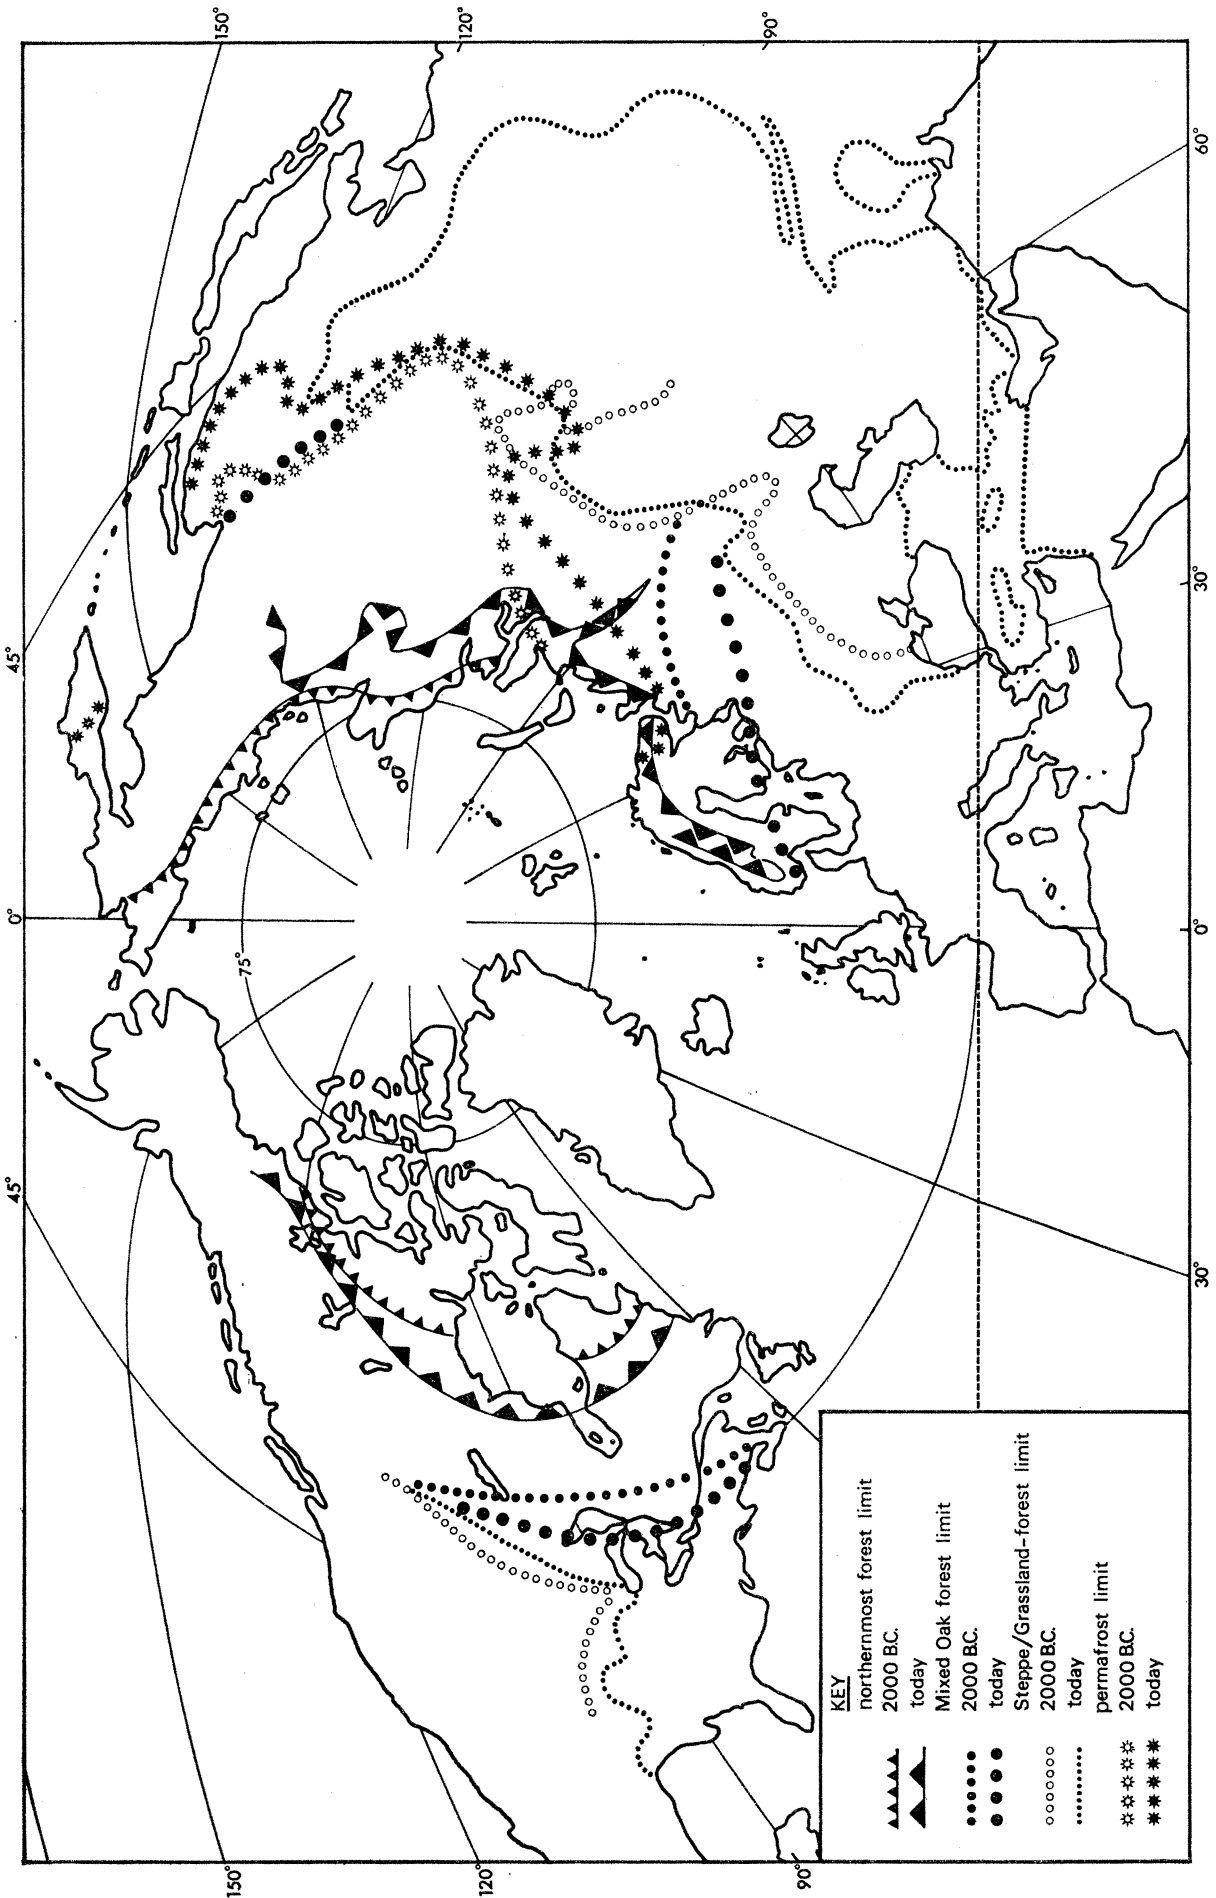 150°
120°
90°
60°
45°
30°
0°
0°
75°
45°
30°
150°
120°
90°
KEY
northernmost forest limit
2000 B.C.
today
Mixed Oak forest limit
2000 B.C.
today
Steppe/Grassland-forest limit
2000 B.C.
today
permafrost limit
2000 B.C.
today